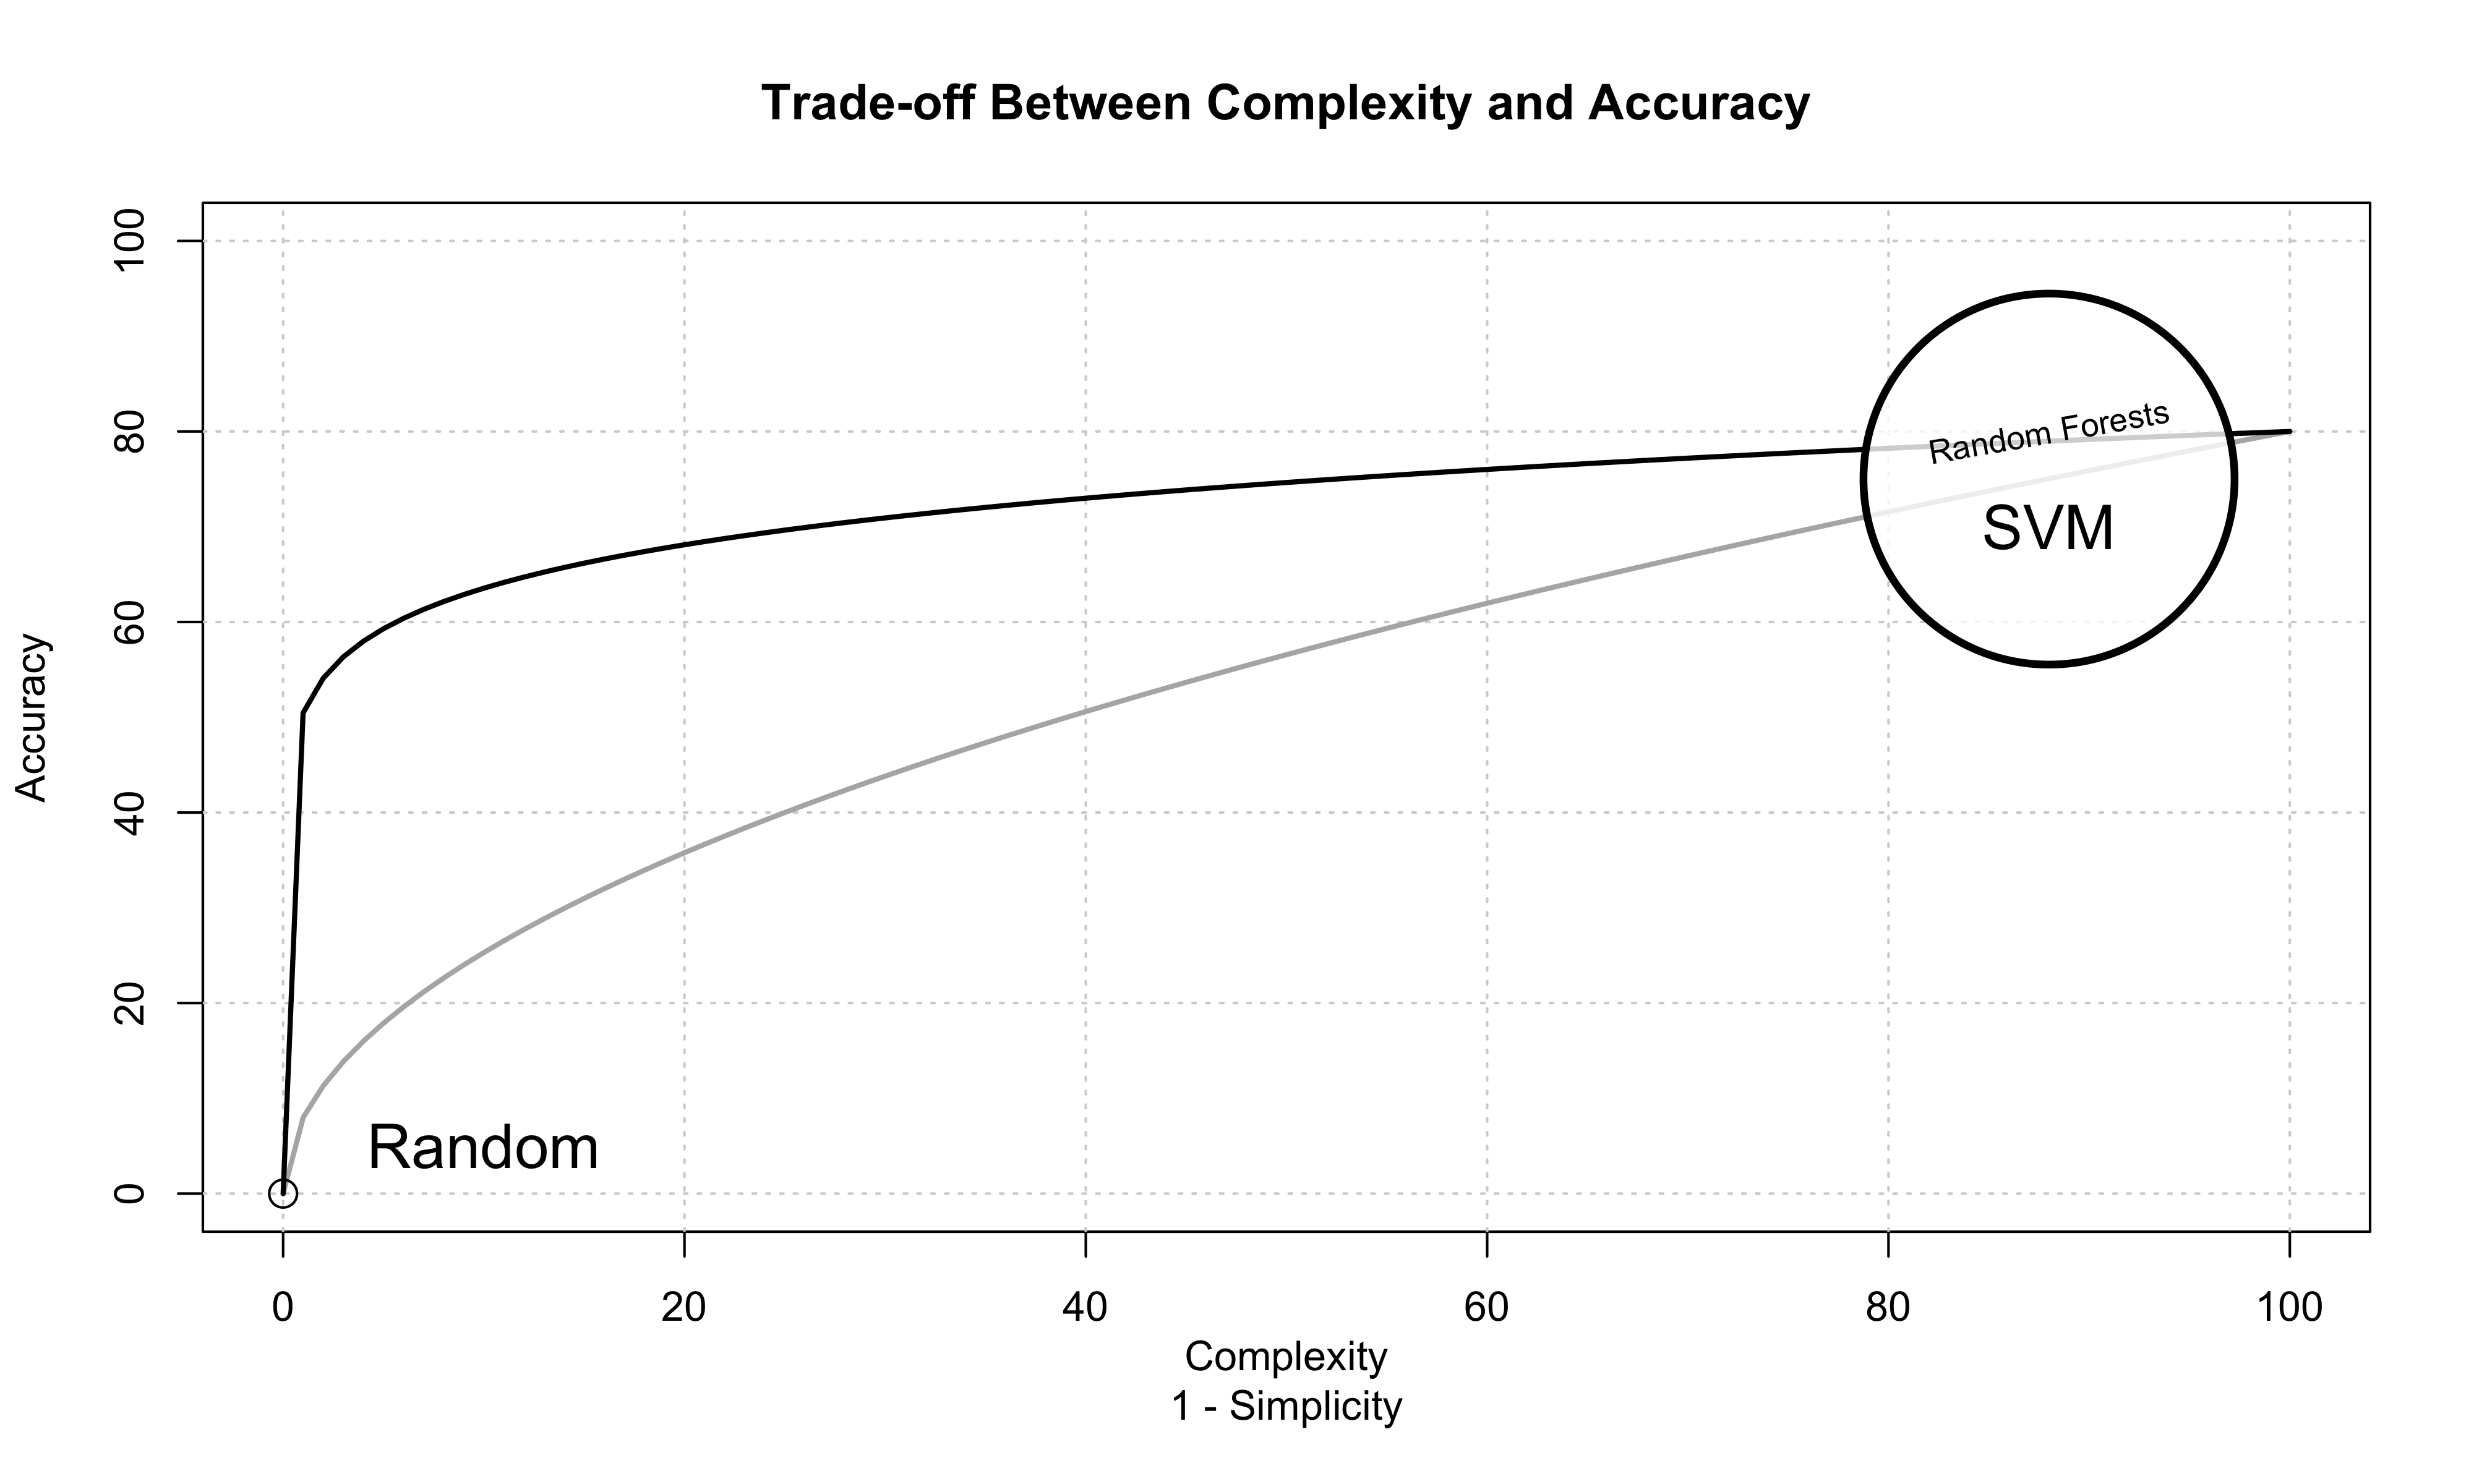 Trade-off Between Complexity and Accuracy
Accuracy
100
80
60
40
20
0
Random Forests
SVM
Random
0 20 40 60 80 100
Complexity
1 - Simplicity